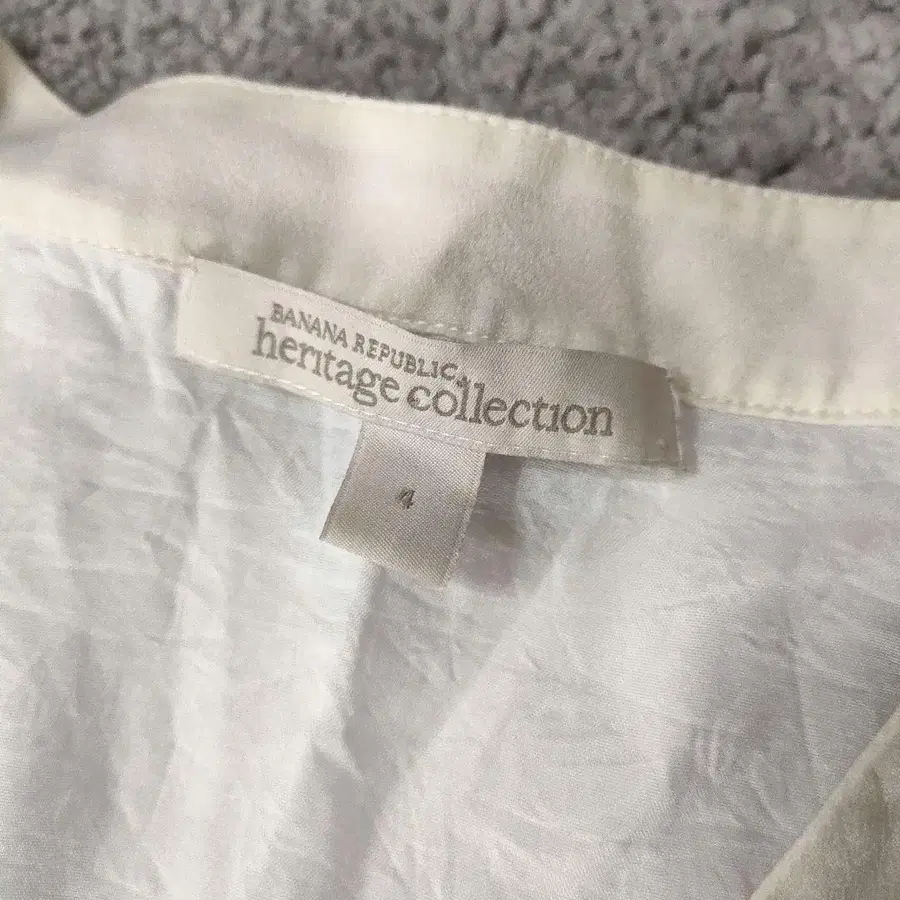 BANANA REPUBLIC
heritage collection
4